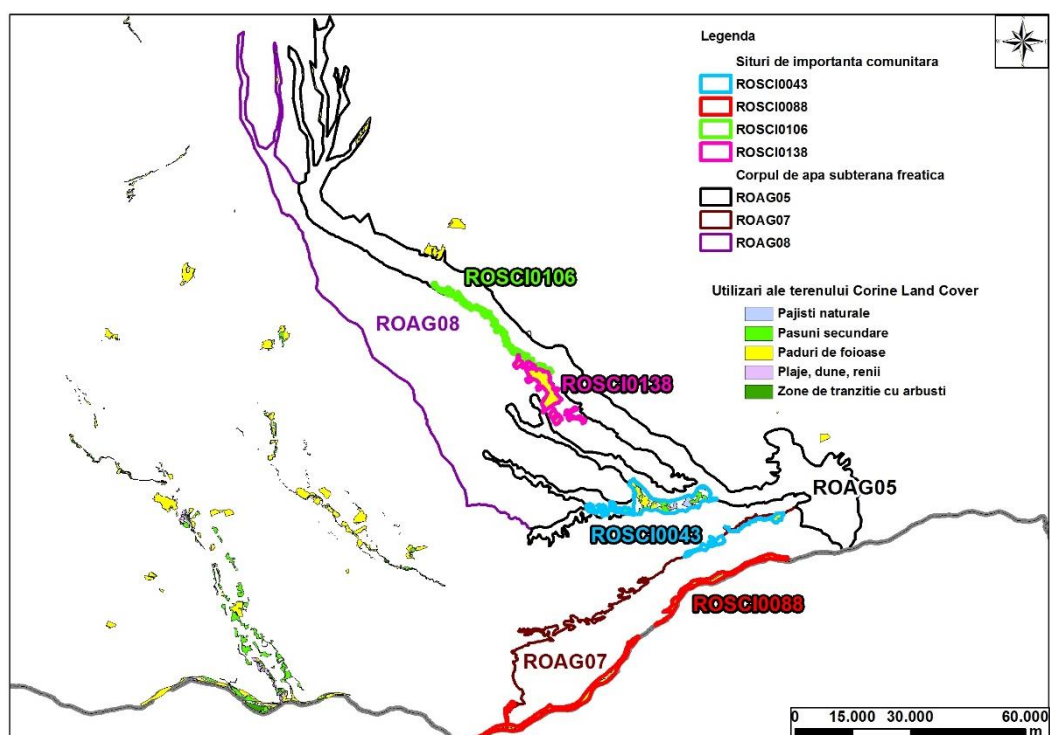 Legenda
Situri de importanta comunitara
ROSCI0043
ROSCI0088
ROSCI0106
ROSCI0138
Corpul de apa subterana freatica
ROAG05
ROAG07
ROAG08
Utilizari ale terenului Corine Land Cover
Pajisti naturale
Pasuni secundare
Paduri de foioase
Plaje, dune, renii
Zone de tranzitie cu arbusti
ROSCI0106
ROAG08
ROSCI0138
ROAG05
ROSCI0043
ROSCI0088
ROAG07
0 15.000 30.000 60.000
m